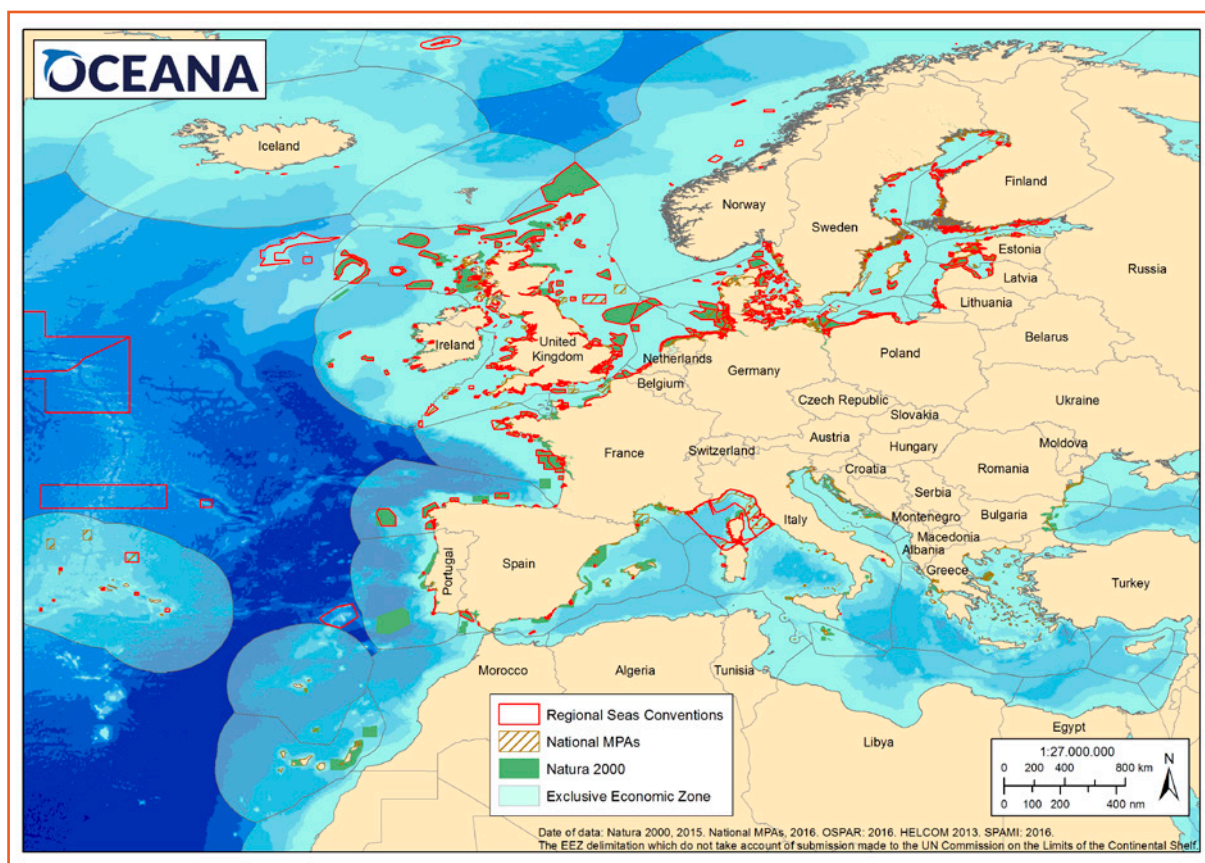 OCEANA
Iceland
Norway
Sweden
Finland
Estonia
Latvia
Lithuania
Russia
Belarus
Ireland
United
Kingdom
Netherlands
Belgium
Germany
Poland
Czech Republic
Slovakia
Ukraine
Moldova
France
Switzerland
Austria
Hungary
Croatia
Romania
Serbia
Italy
Montenegro
Bulgaria
Macedonia
Albania
Greece
Turkey
Portugal
Spain
Morocco
Algeria
Tunisia
Libya
Egypt
Regional Seas Conventions
National MPAs
Natura 2000
Exclusive Economic Zone
1:27.000.000
N
0 200 400 800 km
0 100 200 400 nm
Date of data: Natura 2000, 2015. National MPAs, 2016. OSPAR: 2016. HELCOM 2013. SPAMI: 2016.
The EEZ delimitation which do not take account of submission made to the UN Commission on the Limits of the Continental Shelf.